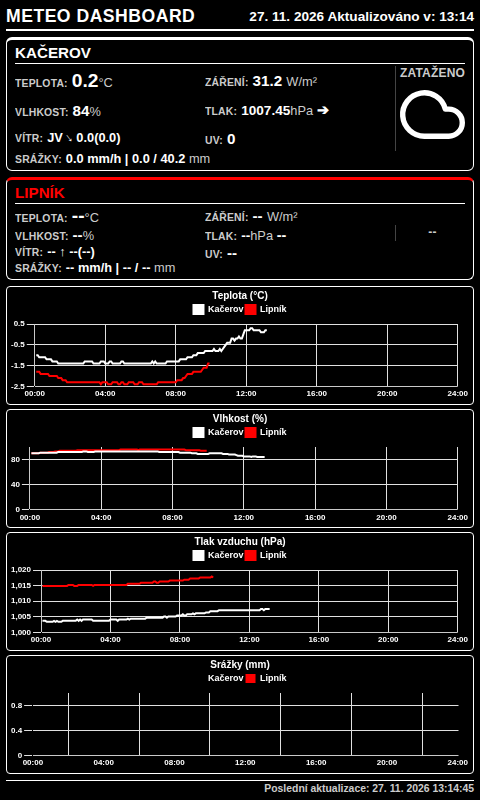 METEO DASHBOARD 27. 11. 2026 Aktualizováno v: 13:14
KAČEROV
TEPLOTA: 0.2°C ZÁŘENÍ: 31.2 W/m² ZATAŽENO
VLHKOST: 84% TLAK: 1007.45hPa ➔
VÍTR: JV ↘ 0.0(0.0) UV: 0
SRÁŽKY: 0.0 mm/h | 0.0 / 40.2 mm
LIPNÍK
TEPLOTA: --°C ZÁŘENÍ: -- W/m²
VLHKOST: --% TLAK: --hPa -- --
VÍTR: -- ↑ --(--) UV: --
SRÁŽKY: -- mm/h | -- / -- mm
Teplota (°C)
Kačerov Lipník
0.5
-0.5
-1.5
-2.5
00:00 04:00 08:00 12:00 16:00 20:00 24:00
Vlhkost (%)
Kačerov Lipník
80
40
0
00:00 04:00 08:00 12:00 16:00 20:00 24:00
Tlak vzduchu (hPa)
Kačerov Lipník
1,020
1,015
1,010
1,005
1,000
00:00 04:00 08:00 12:00 16:00 20:00 24:00
Srážky (mm)
Kačerov Lipník
0.8
0.4
0
00:00 04:00 08:00 12:00 16:00 20:00 24:00
Poslední aktualizace: 27. 11. 2026 13:14:45